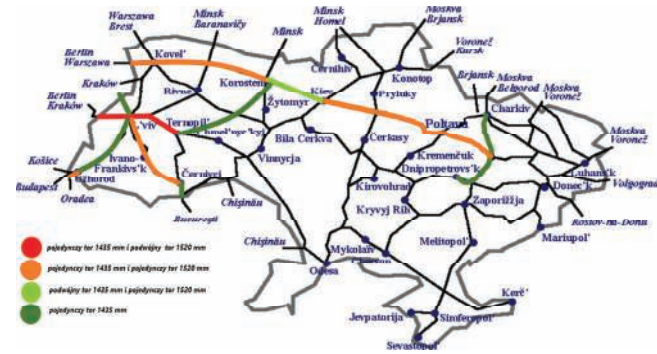 Warszawa
Brest
Minsk
Baranavičy
Minsk
Minsk
Homel
Moskva
Brjansk
Berlin
Warszawa
Kovel'
Voronež
Kursk
Kraków
Korosten
Černihiv
Konotop
Brjansk
Moskva
Belgorod
Moskva
Voronež
Rivne
Žytomyr
Kiev
Pryluky
Berlin
Kraków
Charkiv
L'viv
Ternopil'
Poltava
Moskva
Voronež
Bila Cerkva
Čerkasy
Košice
Ivano-
Frankivs'k
Vinnycja
Kremenčuk
Luhans'k
Užhorod
Černivci
Dnipropetrovs'k
Donec'k
Volgograd
Budapest
Kirovohrad
Oradea
Chişinău
Zaporižžja
Bucureşti
Kryvyj Rih
Rostov-na-Donu
Chişinău
Mykolaïv
Melitopol'
Mariupol'
Odesa
Kerč'
Jevpatorija
Simferopol'
Sevastopol'
pojedynczy tor 1435 mm i podwójny tor 1520 mm
pojedynczy tor 1435 mm i pojedynczy tor 1520 mm
podwójny tor 1435 mm i pojedynczy tor 1520 mm
pojedynczy tor 1435 mm